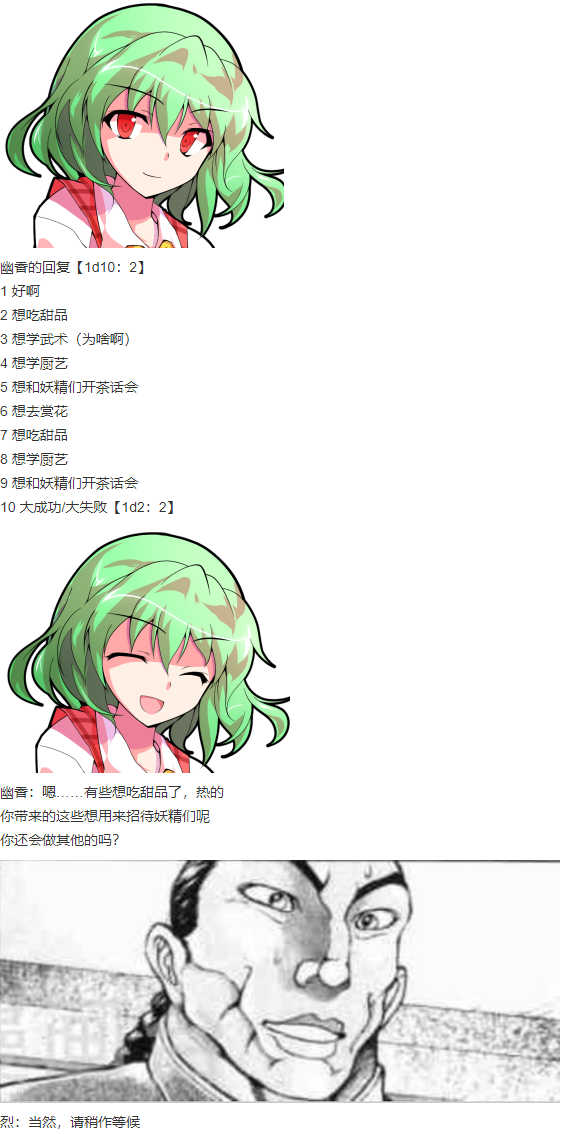 幽香的回复【1d10：2】
1 好啊
2 想吃甜品
3 想学武术（为啥啊）
4 想学厨艺
5 想和妖精们开茶话会
6 想去赏花
7 想吃甜品
8 想学厨艺
9 想和妖精们开茶话会
10 大成功/大失败【1d2：2】
幽香：嗯……有些想吃甜品了，热的
你带来的这些想用来招待妖精们呢
你还会做其他的吗？
烈：当然，请稍作等候